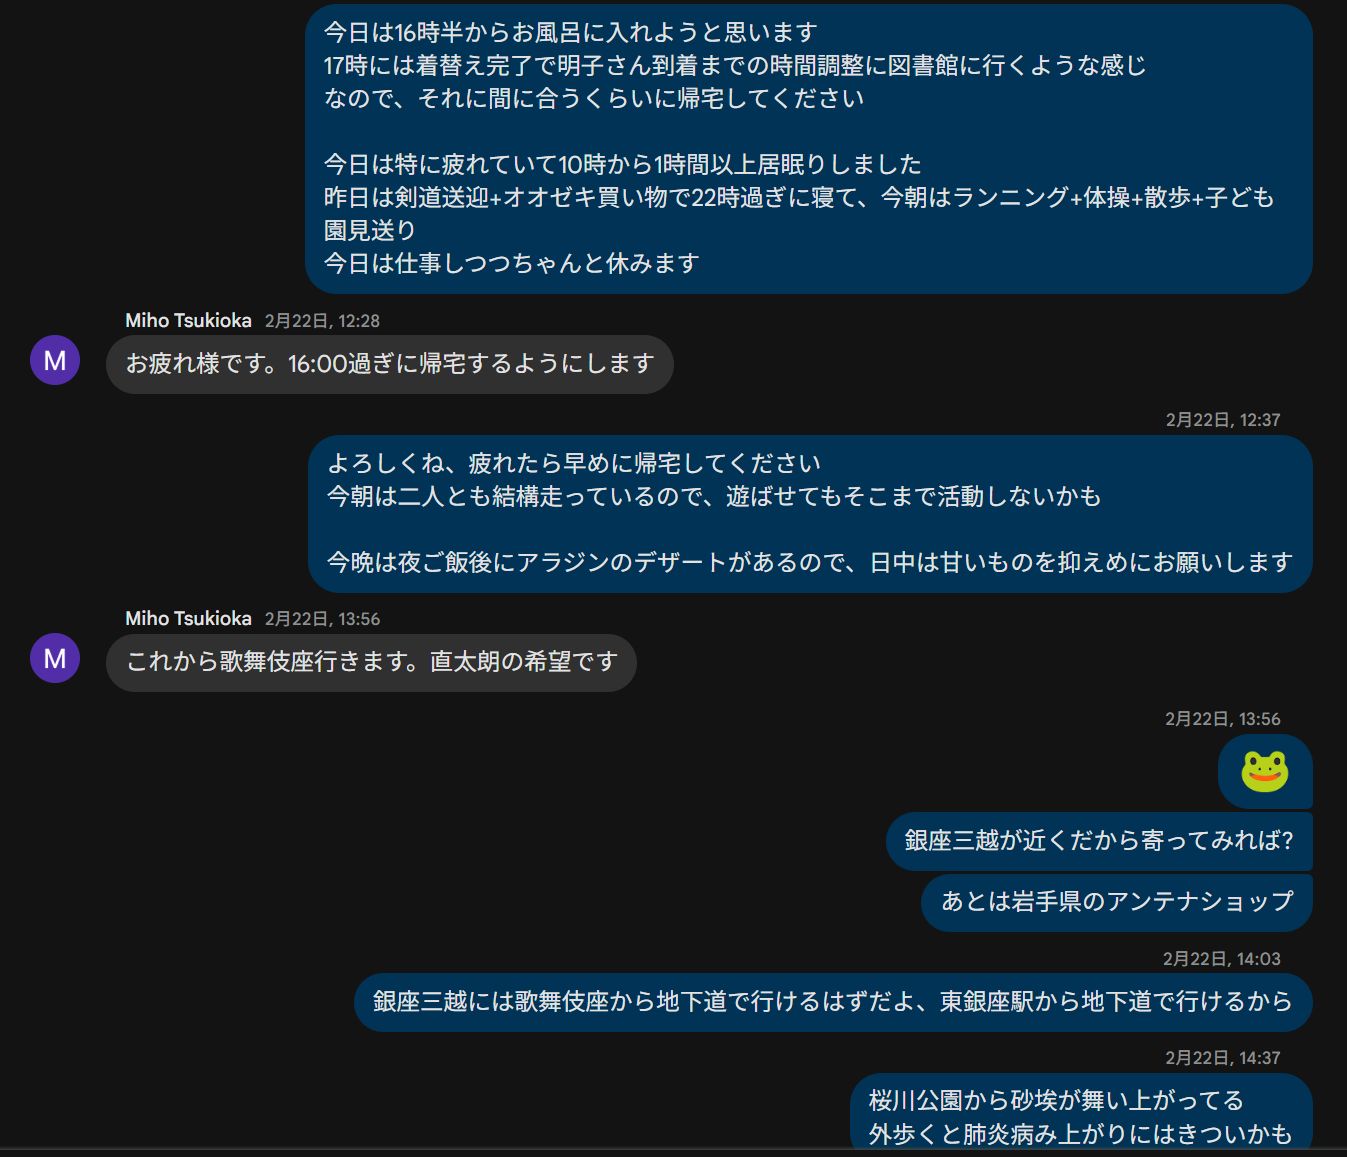 今日は16時半からお風呂に入れようと思います
17時には着替え完了で明子さん到着までの時間調整に図書館に行くような感じ
なので、それに間に合うくらいに帰宅してください
今日は特に疲れていて10時から1時間以上居眠りしました
昨日は剣道送迎+オオゼキ買い物で22時過ぎに寝て、今朝はランニング+体操+散歩+子ども
園見送り
今日は仕事しつつちゃんと休みます
Miho Tsukioka 2月22日, 12:28
M
お疲れ様です。16:00過ぎに帰宅するようにします
2月22日, 12:37
よろしくね、疲れたら早めに帰宅してください
今朝は二人とも結構走っているので、遊ばせてもそこまで活動しないかも
今晩は夜ご飯後にアラジンのデザートがあるので、日中は甘いものを抑えめにお願いします
Miho Tsukioka 2月22日, 13:56
M
これから歌舞伎座行きます。直太朗の希望です
2月22日, 13:56
🐸
銀座三越が近くだから寄ってみれば?
あとは岩手県のアンテナショップ
2月22日, 14:03
銀座三越には歌舞伎座から地下道で行けるはずだよ、東銀座駅から地下道で行けるから
2月22日, 14:37
桜川公園から砂埃が舞い上がってる
外歩くと肺炎病み上がりにはきついかも